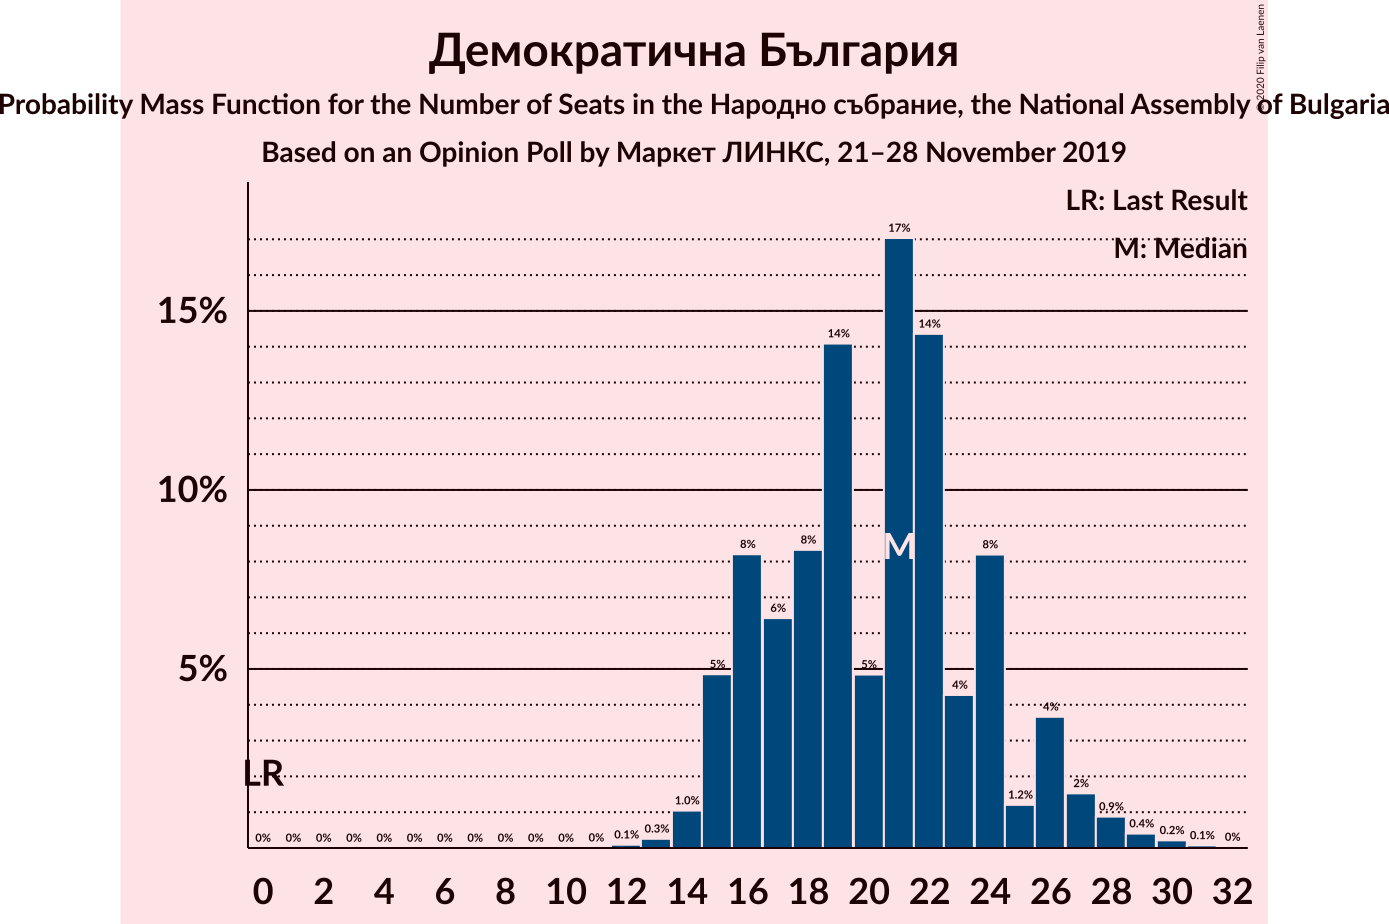 Демократична България
Probability Mass Function for the Number of Seats in the Народно събрание, the National Assembly of Bulgaria
Based on an Opinion Poll by Маркет ЛИНКС, 21–28 November 2019
© 2020 Filip van Laenen
LR: Last Result
M: Median
15%
10%
5%
LR
M
0% 0% 0% 0% 0% 0% 0% 0% 0% 0% 0% 0% 0.1% 0.3% 1.0% 5% 8% 6% 8% 14% 5% 17% 14% 4% 8% 1.2% 4% 2% 0.9% 0.4% 0.2% 0.1% 0%
0 2 4 6 8 10 12 14 16 18 20 22 24 26 28 30 32